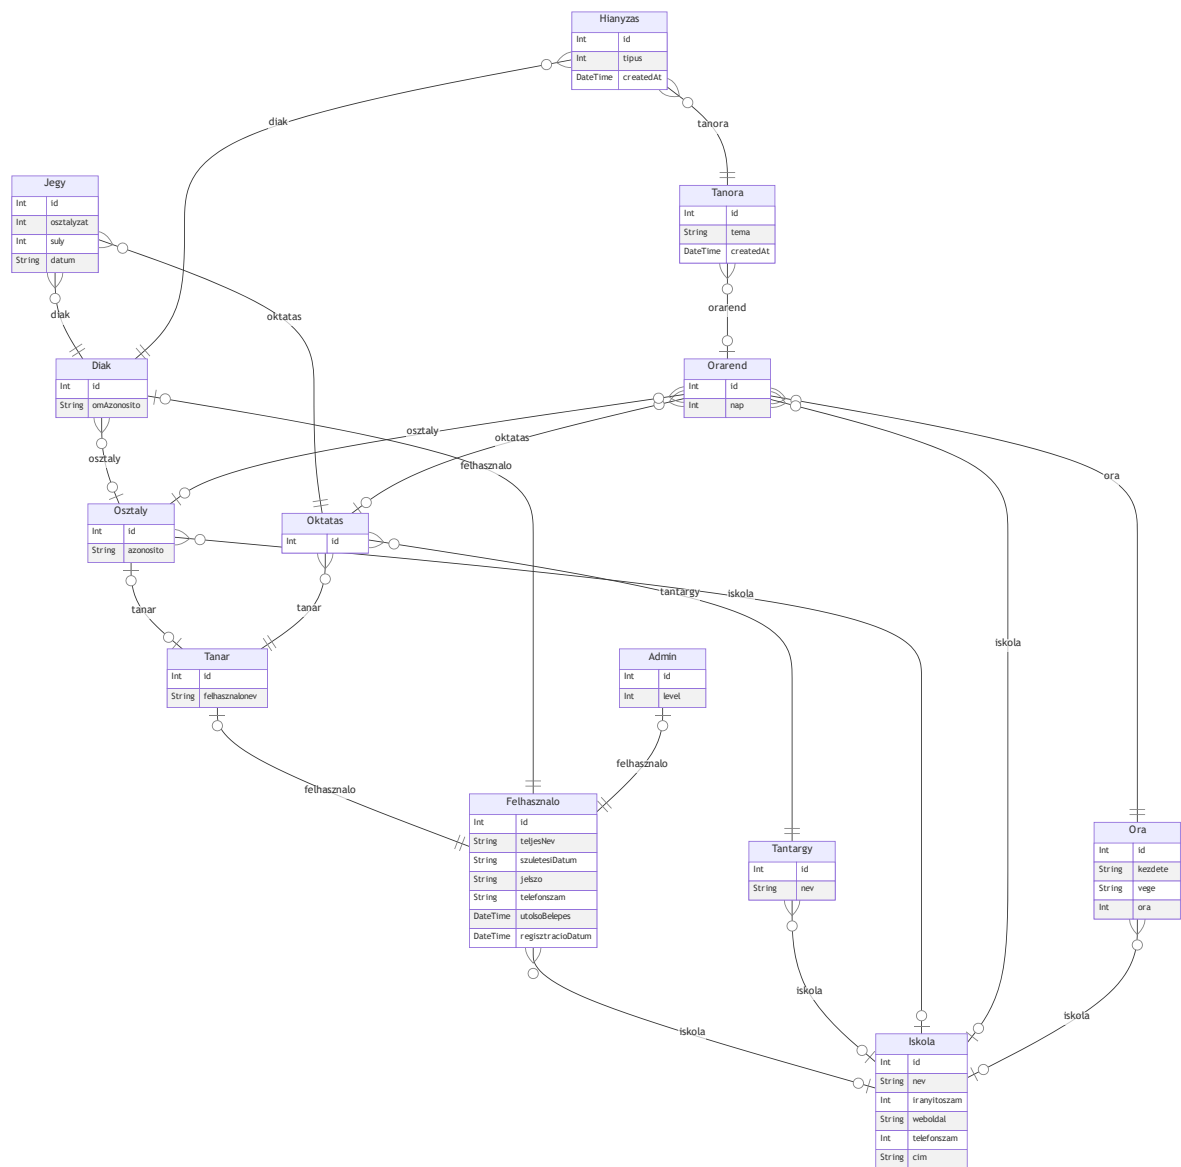 Hianyzas
Int id
Int tipus
DateTime createdAt
diak
tanora
Jegy
Int id
Int osztalyzat
Int suly
String datum
Tanora
Int id
String tema
DateTime createdAt
diak
oktatas
orarend
Diak
Int id
String omAzonosito
Orarend
Int id
Int nap
osztaly
oktatas
osztaly
felhasznalo
ora
Osztaly
Int id
String azonosito
Oktatas
Int id
tanar
tanar
tantargy
iskola
iskola
Tanar
Int id
String felhasznalonev
Admin
Int id
Int level
felhasznalo
felhasznalo
Felhasznalo
Int id
String teljesNev
String szuletesiDatum
String jelszo
String telefonszam
DateTime utolsoBelepes
DateTime regisztracioDatum
Tantargy
Int id
String nev
Ora
Int id
String kezdete
String vege
Int ora
iskola
iskola
iskola
Iskola
Int id
String nev
Int iranyitoszam
String weboldal
Int telefonszam
String cim